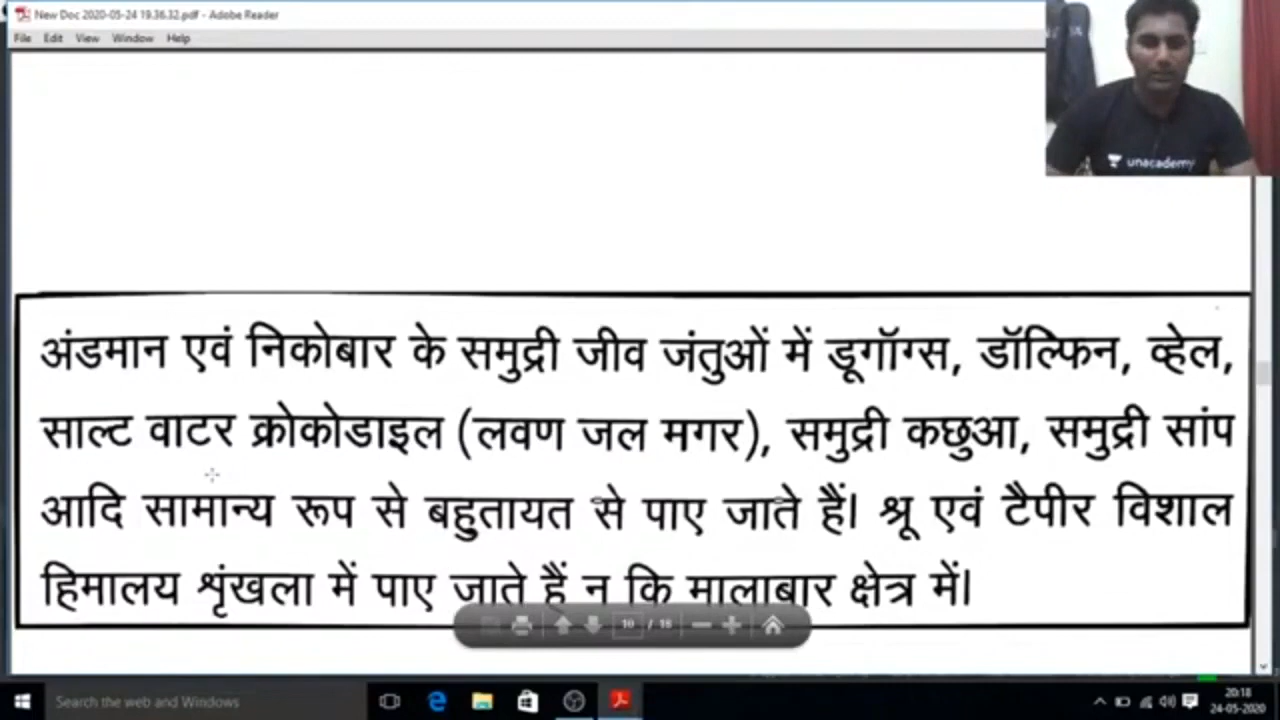 New Doc 2020-05-24 19.36.32.pdf - Adobe Reader
File Edit View Window Help
unacademy
अंडमान एवं निकोबार के समुद्री जीव जंतुओं में डूगॉग्स, डॉल्फिन, व्हेल,
साल्ट वाटर क्रोकोडाइल (लवण जल मगर), समुद्री कछुआ, समुद्री सांप
आदि सामान्य रूप से बहुतायत से पाए जाते हैं। श्रू एवं टैपीर विशाल
हिमालय शृंखला में पाए जाते हैं न कि मालाबार क्षेत्र में।
10 / 18
Search the web and Windows
20:18
24-05-2020